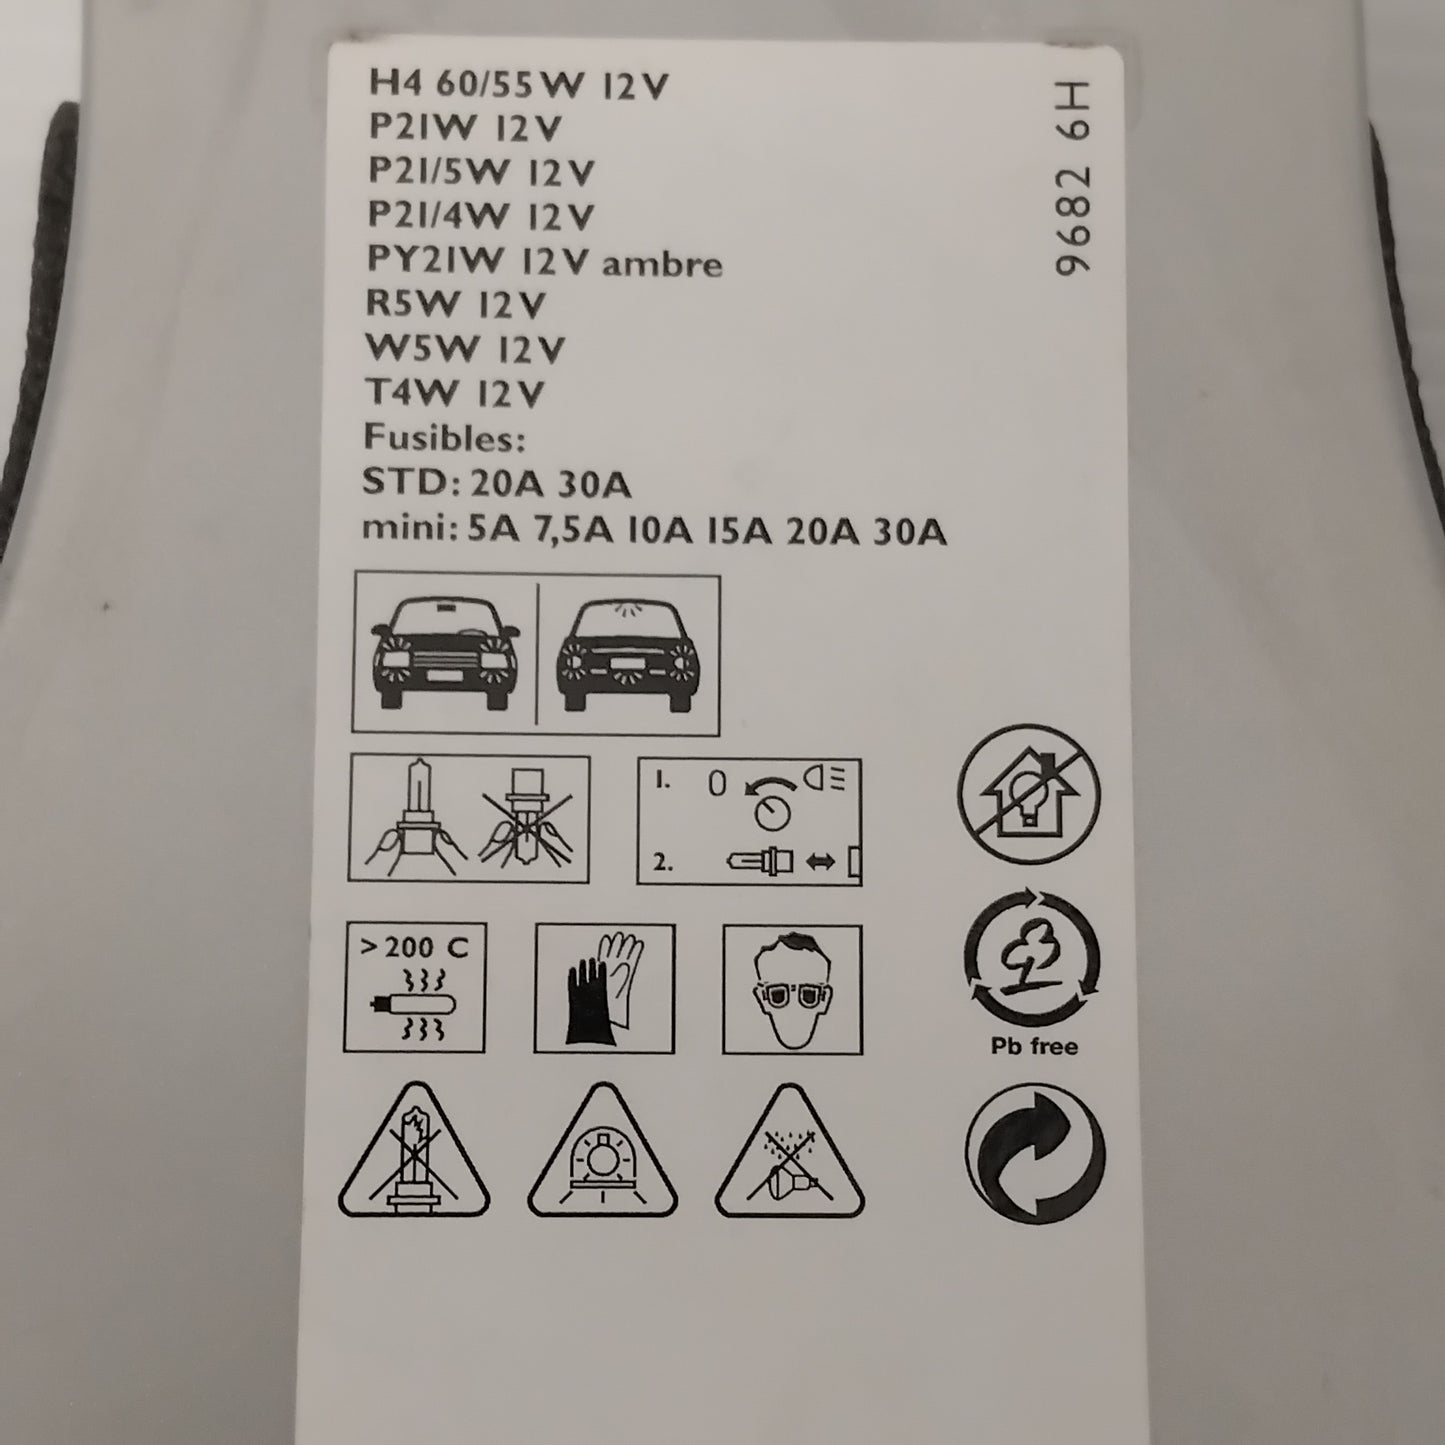 H4 60/55W 12V
P21W 12V
P21/5W 12V
P21/4W 12V
PY21W 12V ambre
R5W 12V
W5W 12V
T4W 12V
Fusibles:
STD: 20A 30A
mini: 5A 7,5A 10A 15A 20A 30A
9682 6H
1. 0
2.
>200 C
Pb free